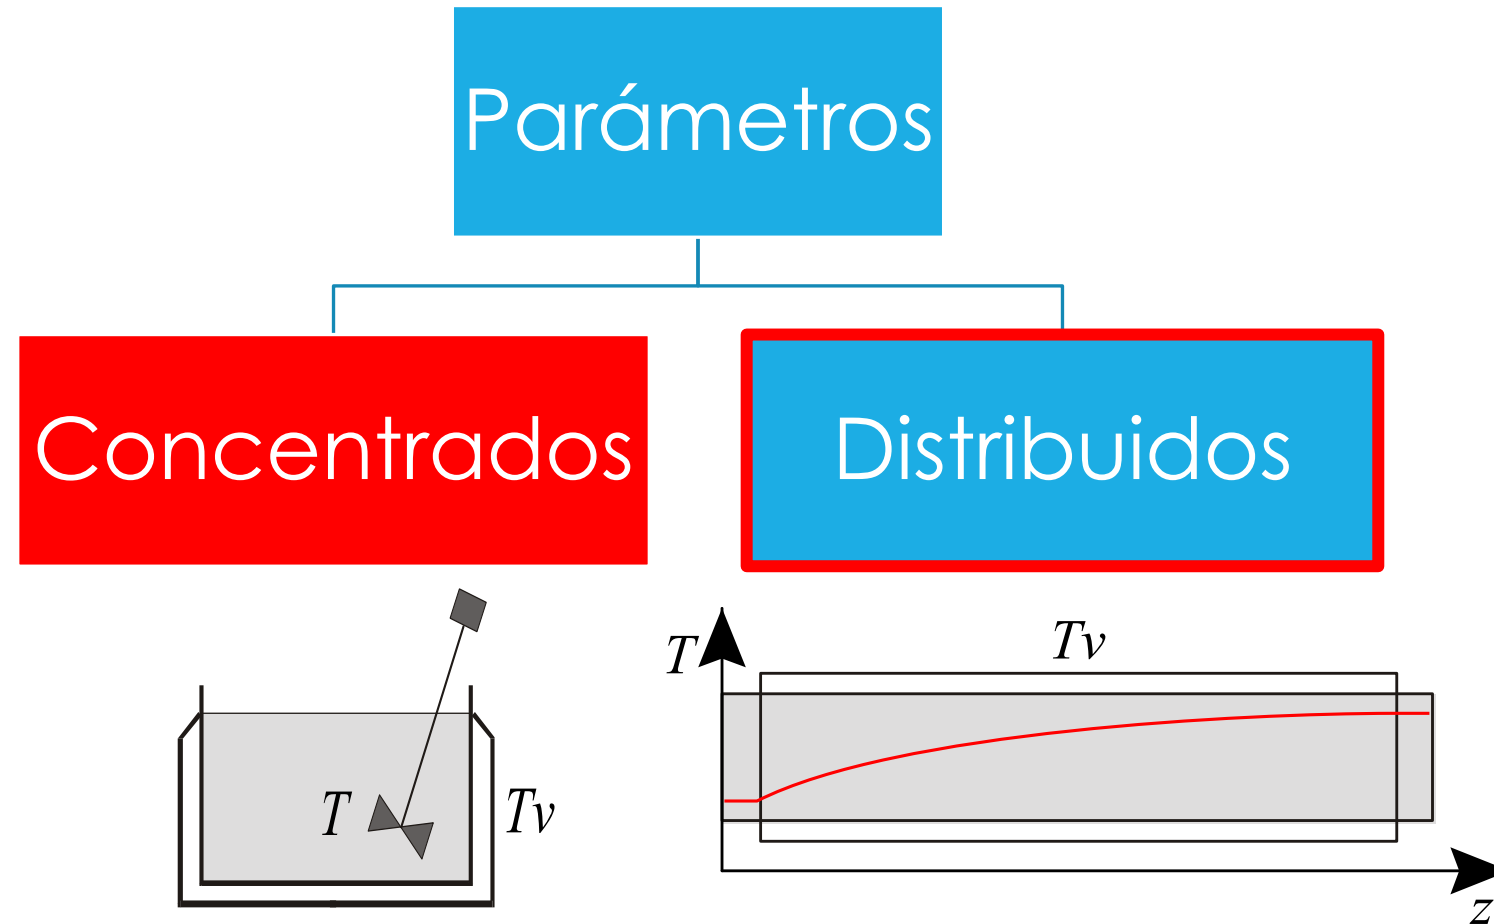 Parámetros
Concentrados
Distribuidos
T
Tv
T
Tv
z